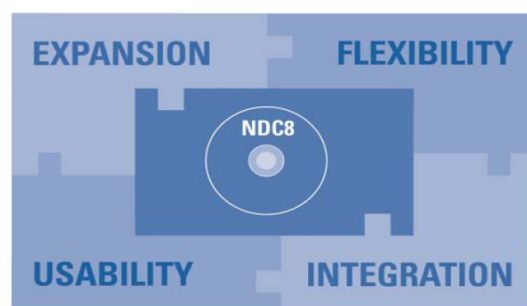 EXPANSION
FLEXIBILITY
NDC8
USABILITY
INTEGRATION